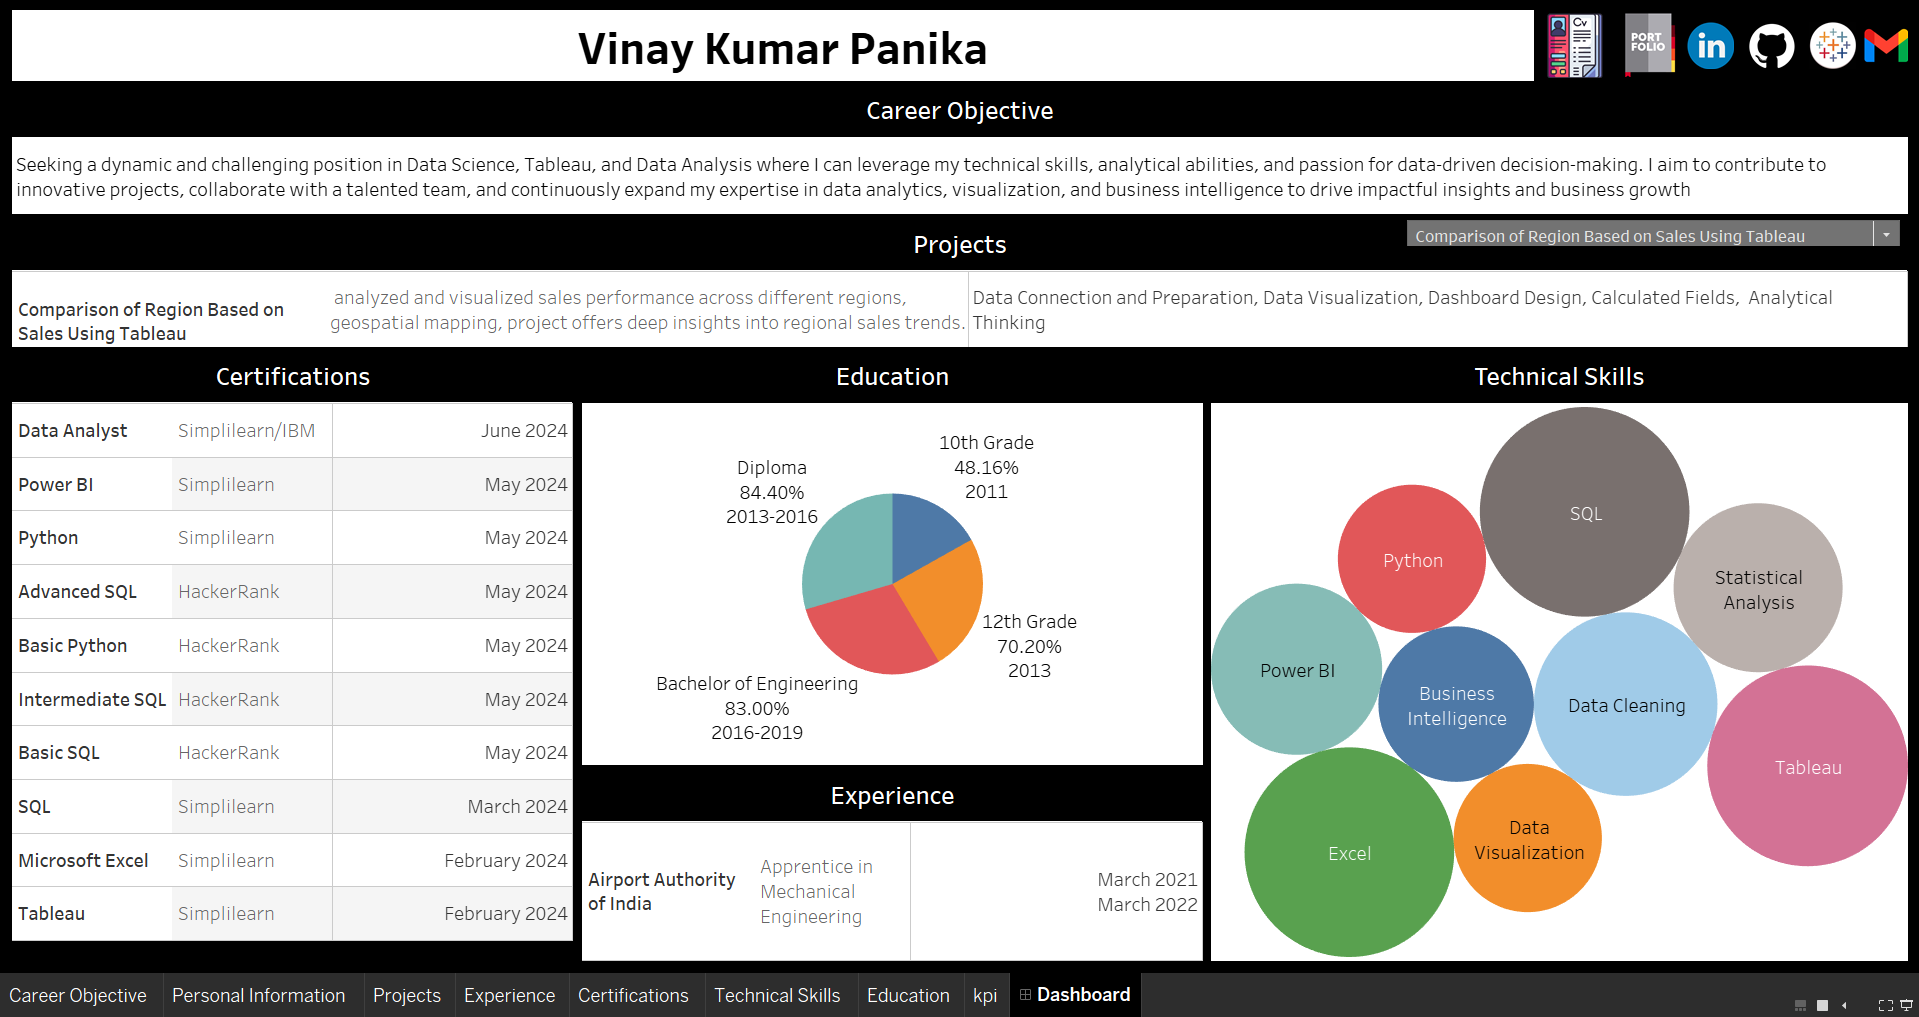 Vinay Kumar Panika
Cv
PORT
FOLIO
in
Career Objective
Seeking a dynamic and challenging position in Data Science, Tableau, and Data Analysis where I can leverage my technical skills, analytical abilities, and passion for data-driven decision-making. I aim to contribute to
innovative projects, collaborate with a talented team, and continuously expand my expertise in data analytics, visualization, and business intelligence to drive impactful insights and business growth
Projects
Comparison of Region Based on Sales Using Tableau
Comparison of Region Based on
Sales Using Tableau
analyzed and visualized sales performance across different regions,
geospatial mapping, project offers deep insights into regional sales trends.
Data Connection and Preparation, Data Visualization, Dashboard Design, Calculated Fields, Analytical
Thinking
Certifications
Data Analyst Simplilearn/IBM June 2024
Power BI Simplilearn May 2024
Python Simplilearn May 2024
Advanced SQL HackerRank May 2024
Basic Python HackerRank May 2024
Intermediate SQL HackerRank May 2024
Basic SQL HackerRank May 2024
SQL Simplilearn March 2024
Microsoft Excel Simplilearn February 2024
Tableau Simplilearn February 2024
Education
10th Grade
48.16%
2011
Diploma
84.40%
2013-2016
12th Grade
70.20%
2013
Bachelor of Engineering
83.00%
2016-2019
Experience
Airport Authority
of India
Apprentice in
Mechanical
Engineering
March 2021
March 2022
Technical Skills
SQL
Python
Statistical
Analysis
Power BI
Business
Intelligence
Data Cleaning
Tableau
Data
Visualization
Excel
Career Objective Personal Information Projects Experience Certifications Technical Skills Education kpi Dashboard